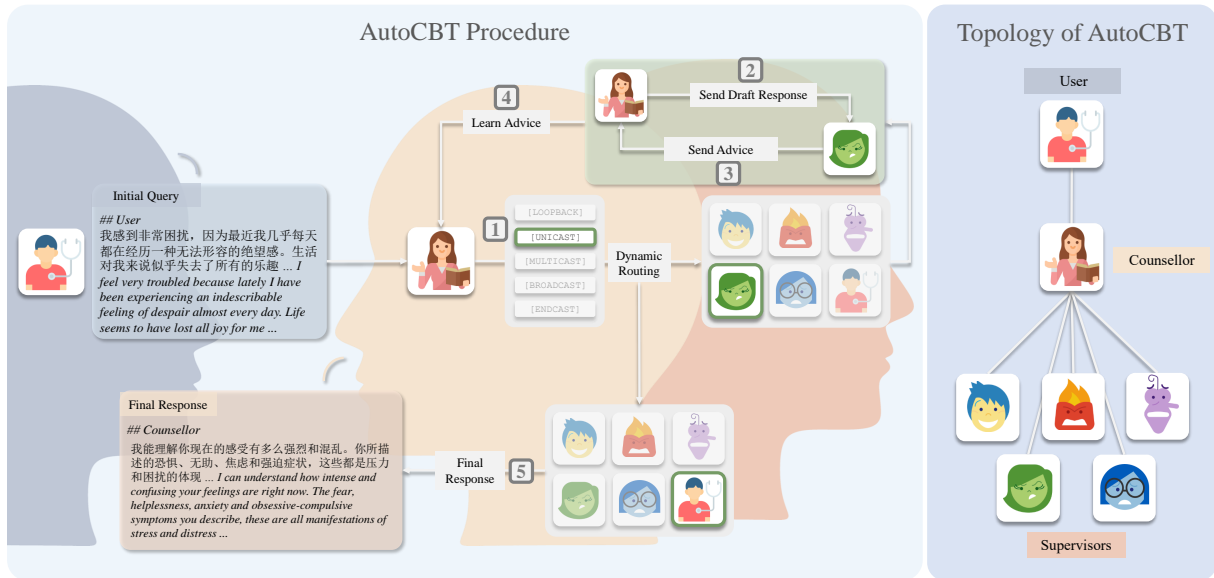 AutoCBT Procedure
Initial Query
## User
我感到非常困扰，因为最近我几乎每天
都在经历一种无法形容的绝望感。生活
对我来说似乎失去了所有的乐趣 ... I
feel very troubled because lately I have
been experiencing an indescribable
feeling of despair almost every day. Life
seems to have lost all joy for me ...
4
Learn Advice
2
Send Draft Response
Send Advice
3
1
[LOOPBACK]
[UNICAST]
[MULTICAST]
[BROADCAST]
[ENDCAST]
Dynamic
Routing
Final Response
## Counsellor
我能理解你现在的感受有多么强烈和混乱。你所描
述的恐惧、无助、焦虑和强迫症状，这些都是压力
和困扰的体现 ... I can understand how intense and
confusing your feelings are right now. The fear,
helplessness, anxiety and obsessive-compulsive
symptoms you describe, these are all manifestations of
stress and distress ...
Final
Response
5
Topology of AutoCBT
User
Counsellor
Supervisors